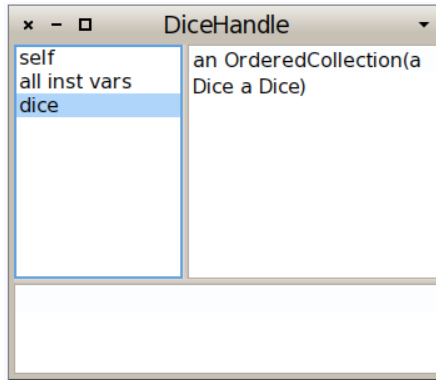 DiceHandle
self
all inst vars
dice
an OrderedCollection(a
Dice a Dice)